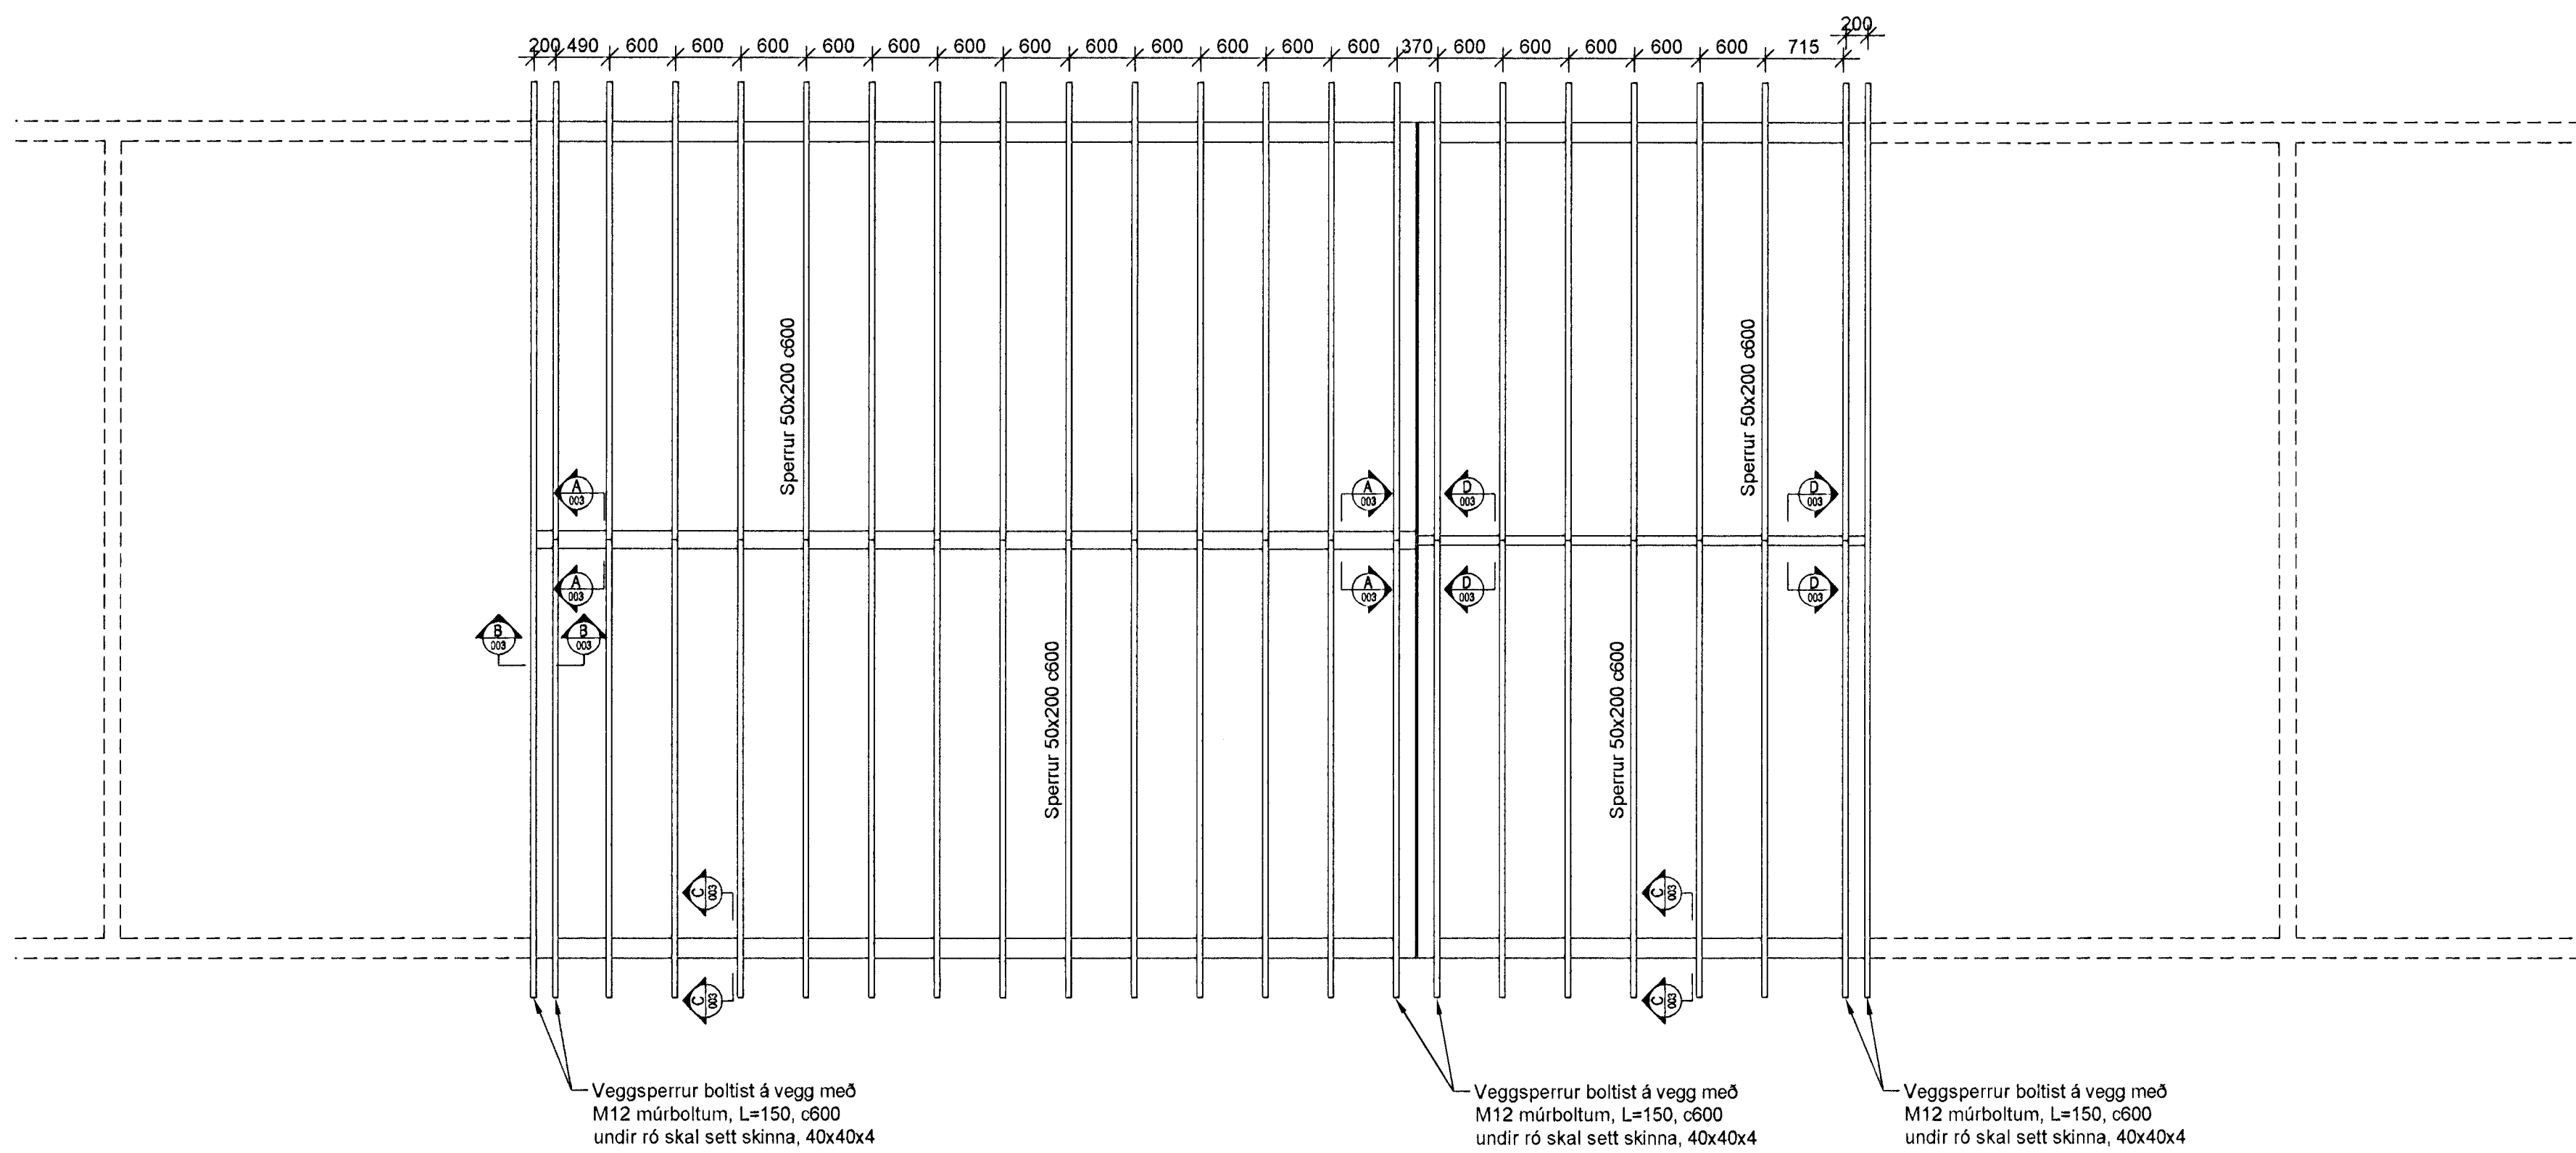 200
200 490 600 600 600 600 600 600 600 600 600 600 600 600 370 600 600 600 600 600 715
Sperrur 50x200 c600
Sperrur 50x200 c600
A
003
A
003
D
003
D
003
A
003
A
003
D
003
D
003
B
003
B
003
Sperrur 50x200 c600
Sperrur 50x200 c600
C
003
C
003
C
003
C
003
Veggsperrur boltist á vegg með
M12 múrboltum, L=150, c600
undir ró skal sett skinna, 40x40x4
Veggsperrur boltist á vegg með
M12 múrboltum, L=150, c600
undir ró skal sett skinna, 40x40x4
Veggsperrur boltist á vegg með
M12 múrboltum, L=150, c600
undir ró skal sett skinna, 40x40x4